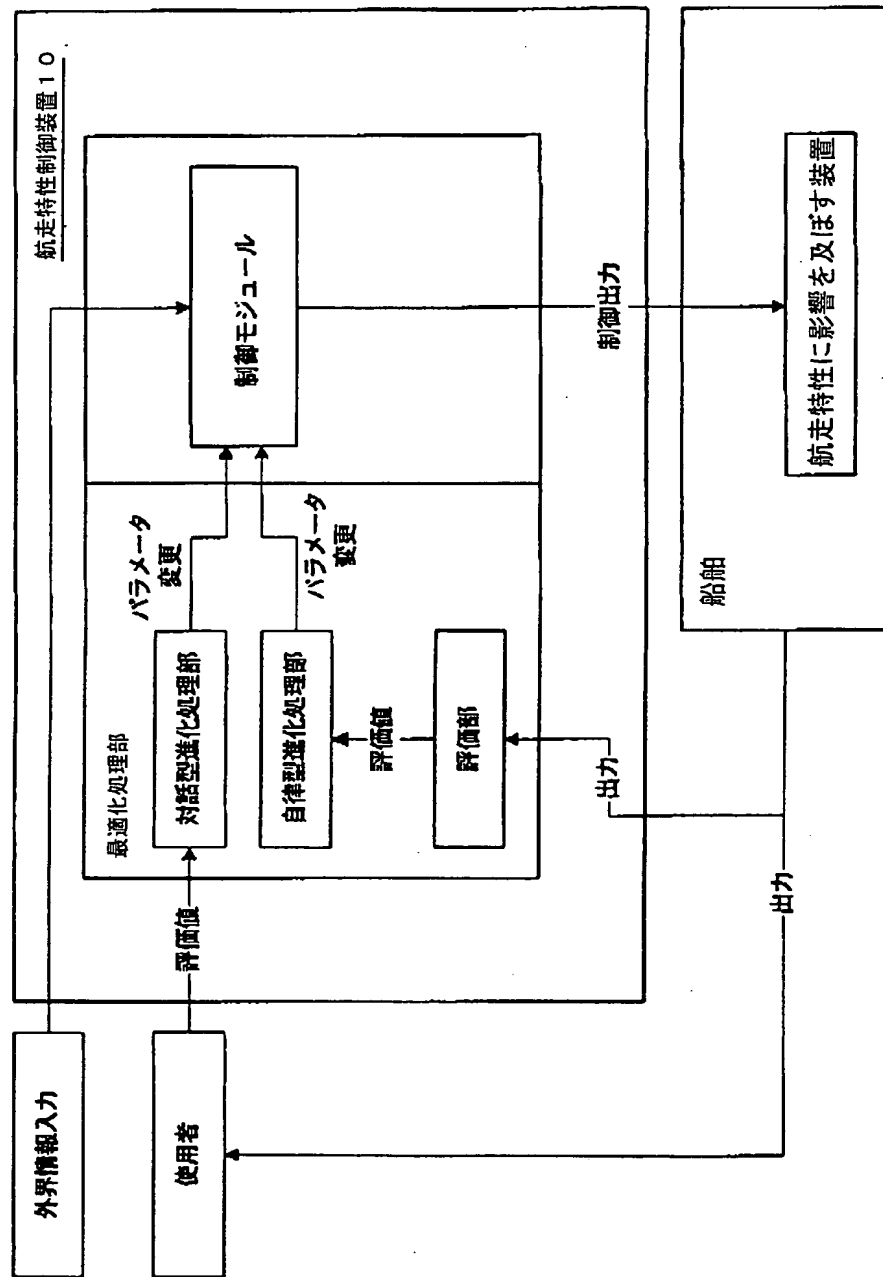 航走特性制御装置10
外界情報入力
使用者
評価値
最適化処理部
対話型進化処理部
パラメータ
変更
自律型進化処理部
パラメータ
変更
評価値
評価部
制御モジュール
制御出力
出力
出力
船舶
航走特性に影響を及ぼす装置